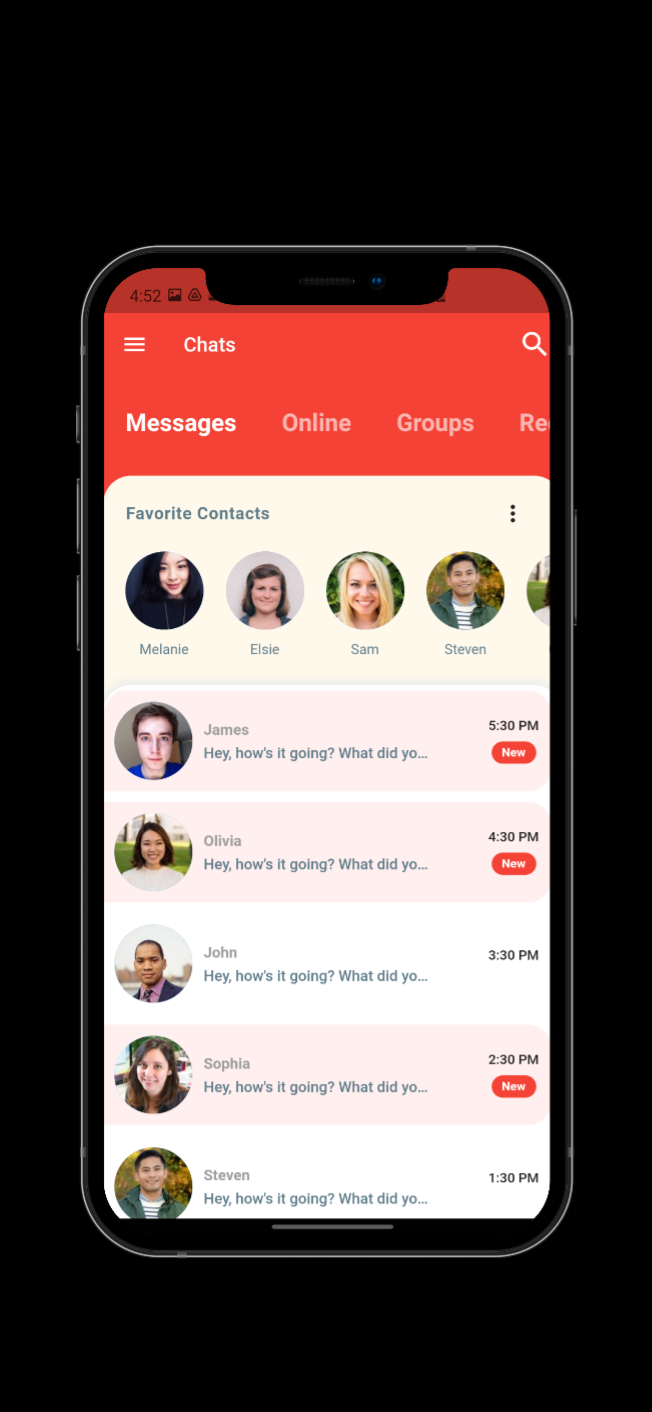 4:52
Chats
Messages Online Groups
Favorite Contacts
Melanie Elsie Sam Steven
James 5:30 PM
Hey, how's it going? What did yo... New
Olivia 4:30 PM
Hey, how's it going? What did yo... New
John 3:30 PM
Hey, how's it going? What did yo...
Sophia 2:30 PM
Hey, how's it going? What did yo... New
Steven 1:30 PM
Hey, how's it going? What did yo...